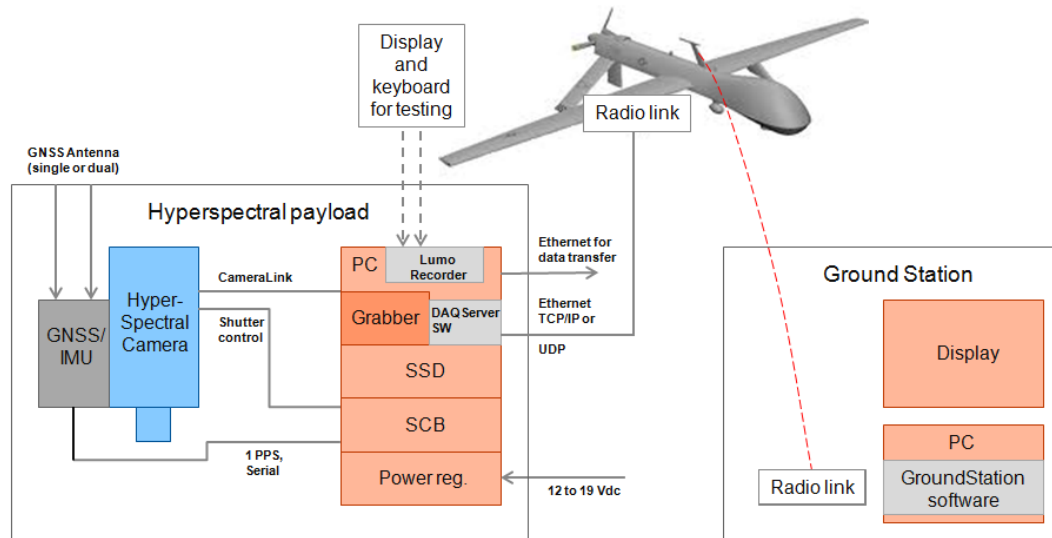 Display
and
keyboard
for testing
Radio link
GNSS Antenna
(single or dual)
Hyperspectral payload
PC
Lumo
Recorder
Ethernet for
data transfer
Ground Station
Hyper-
Spectral
Camera
CameraLink
Grabber
DAQ Server
SW
Ethernet
TCP/IP or
UDP
GNSS/
IMU
Shutter
control
SSD
Display
SCB
1 PPS,
Serial
Power reg.
12 to 19 Vdc
Radio link
PC
GroundStation
software